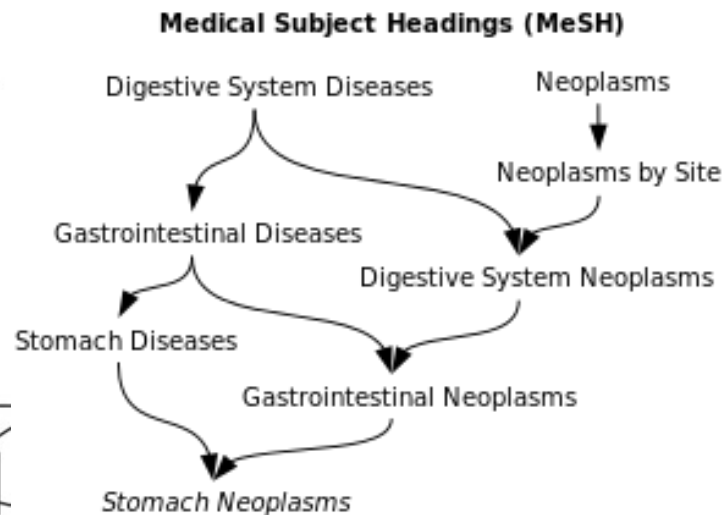 Medical Subject Headings (MeSH)
Digestive System Diseases
Neoplasms
Neoplasms by Site
Gastrointestinal Diseases
Digestive System Neoplasms
Stomach Diseases
Gastrointestinal Neoplasms
Stomach Neoplasms